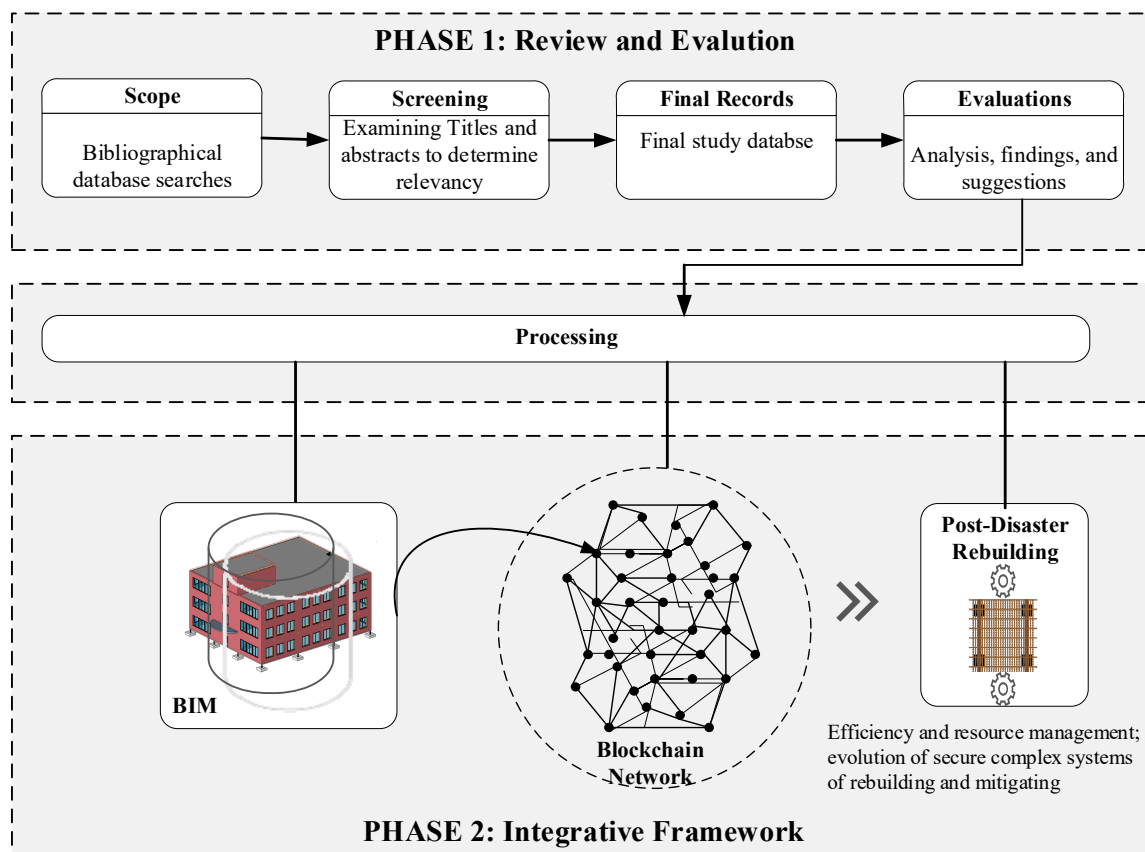 PHASE 1: Review and Evalution
Scope
Bibliographical
database searches
Screening
Examining Titles and
abstracts to determine
relevancy
Final Records
Final study databse
Evaluations
Analysis, findings, and
suggestions
Processing
BIM
Blockchain
Network
Post-Disaster
Rebuilding
Efficiency and resource management;
evolution of secure complex systems
of rebuilding and mitigating
PHASE 2: Integrative Framework